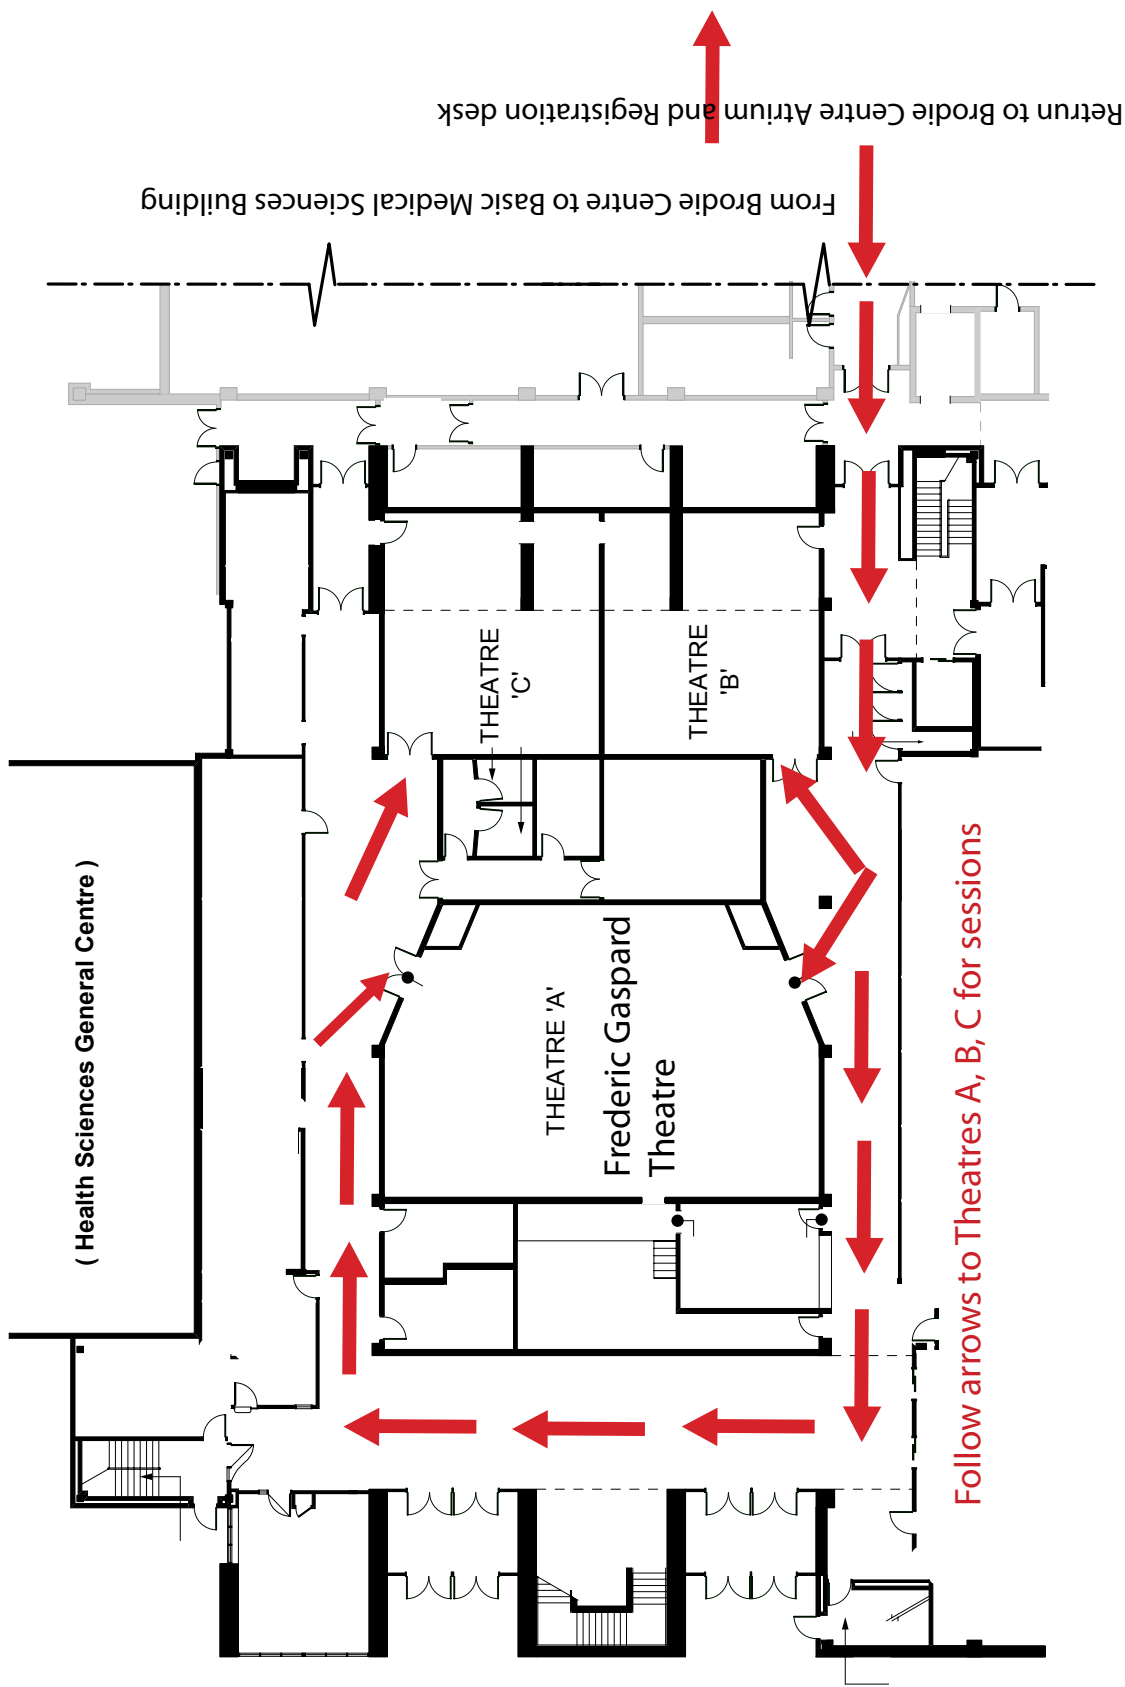 Retrun to Brodie Centre Atrium and Registration desk
From Brodie Centre to Basic Medical Sciences Building
THEATRE
'C'
THEATRE
'B'
( Health Sciences General Centre )
THEATRE 'A'
Frederic Gaspard
Theatre
Follow arrows to Theatres A, B, C for sessions